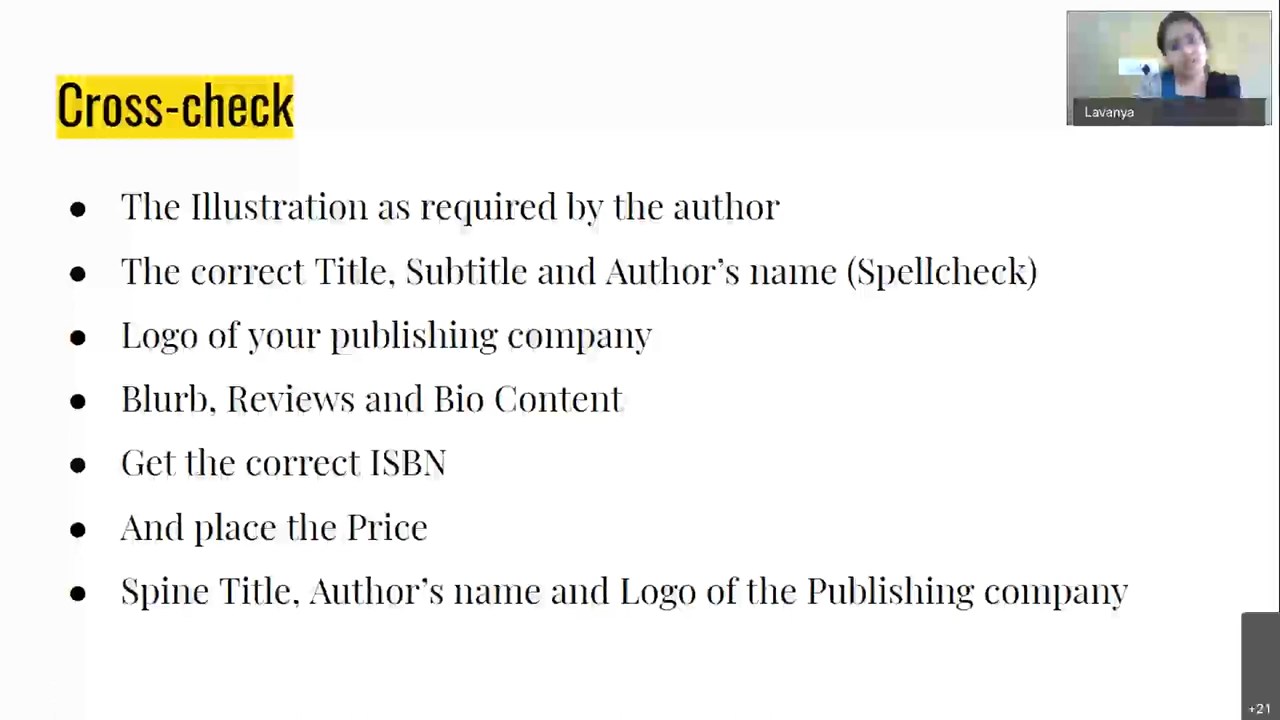 Cross-check
Lavanya
● The Illustration as required by the author
● The correct Title, Subtitle and Author’s name (Spellcheck)
● Logo of your publishing company
● Blurb, Reviews and Bio Content
● Get the correct ISBN
● And place the Price
● Spine Title, Author’s name and Logo of the Publishing company
+21